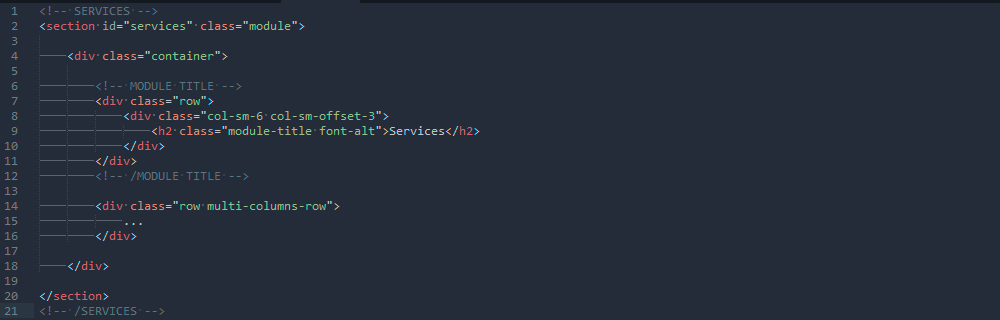 1 <!-- SERVICES -->
2 <section id="services" class="module">
3
4 <div class="container">
5
6 <!-- MODULE TITLE -->
7 <div class="row">
8 <div class="col-sm-6 col-sm-offset-3">
9 <h2 class="module-title font-alt">Services</h2>
10 </div>
11 </div>
12 <!-- /MODULE TITLE -->
13
14 <div class="row multi-columns-row">
15 ...
16 </div>
17
18 </div>
19
20 </section>
21 <!-- /SERVICES -->